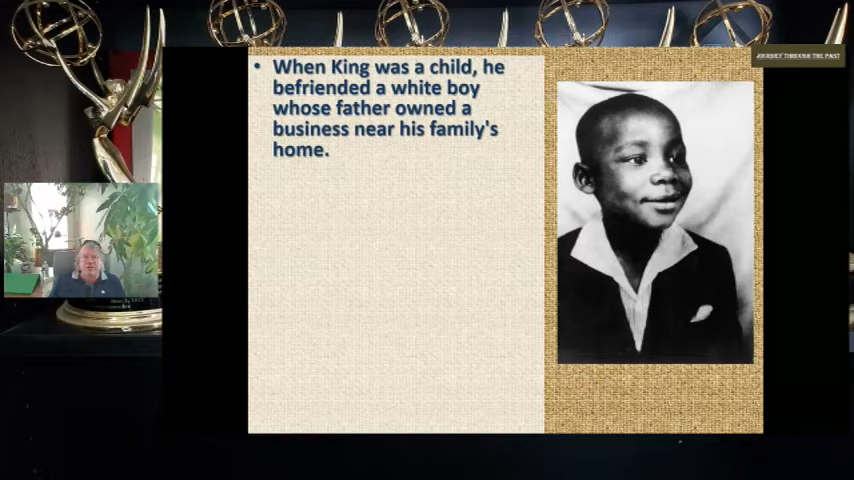 JOURNEY THROUGH THE PAST
• When King was a child, he
befriended a white boy
whose father owned a
business near his family's
home.